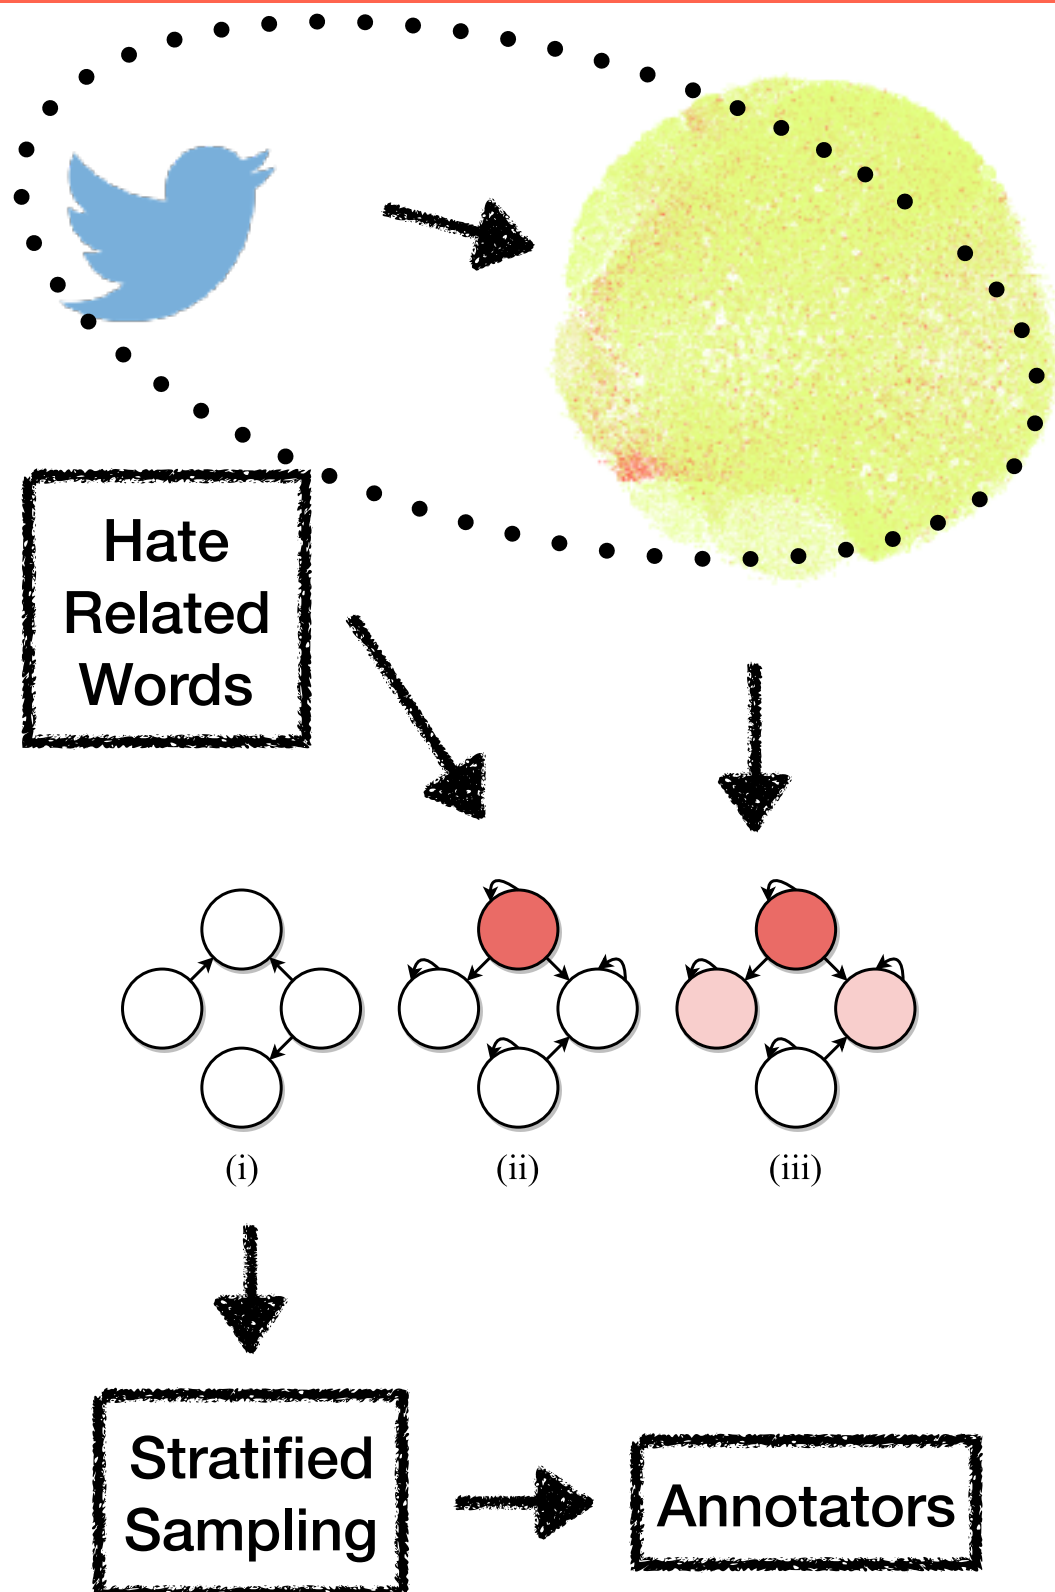 Hate
Related
Words
(i)
(ii)
(iii)
Stratified
Sampling
Annotators